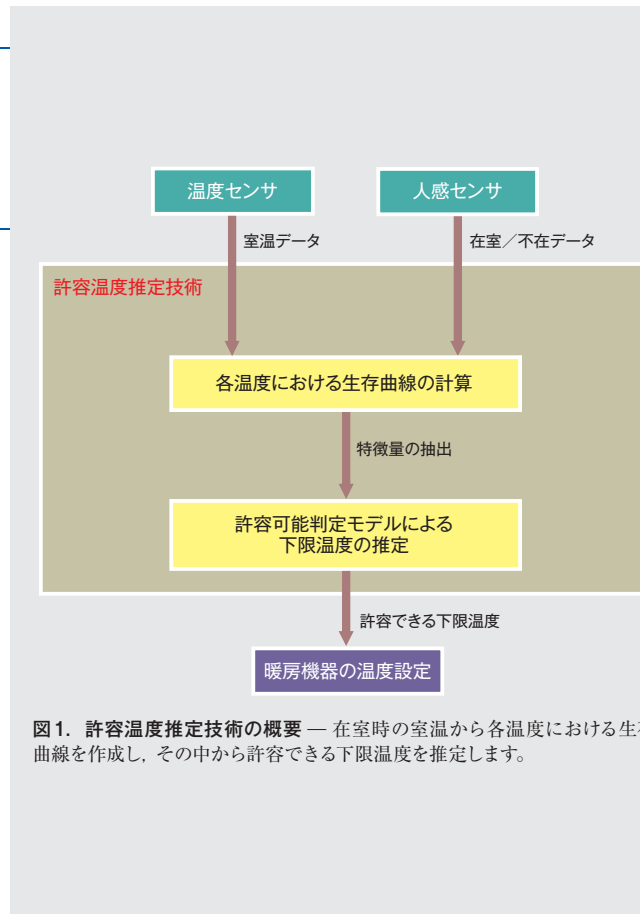 温度センサ
人感センサ
室温データ
在室／不在データ
許容温度推定技術
各温度における生存曲線の計算
特徴量の抽出
許容可能判定モデルによる
下限温度の推定
許容できる下限温度
暖房機器の温度設定
図1．許容温度推定技術の概要 — 在室時の室温から各温度における生存
曲線を作成し，その中から許容できる下限温度を推定します。